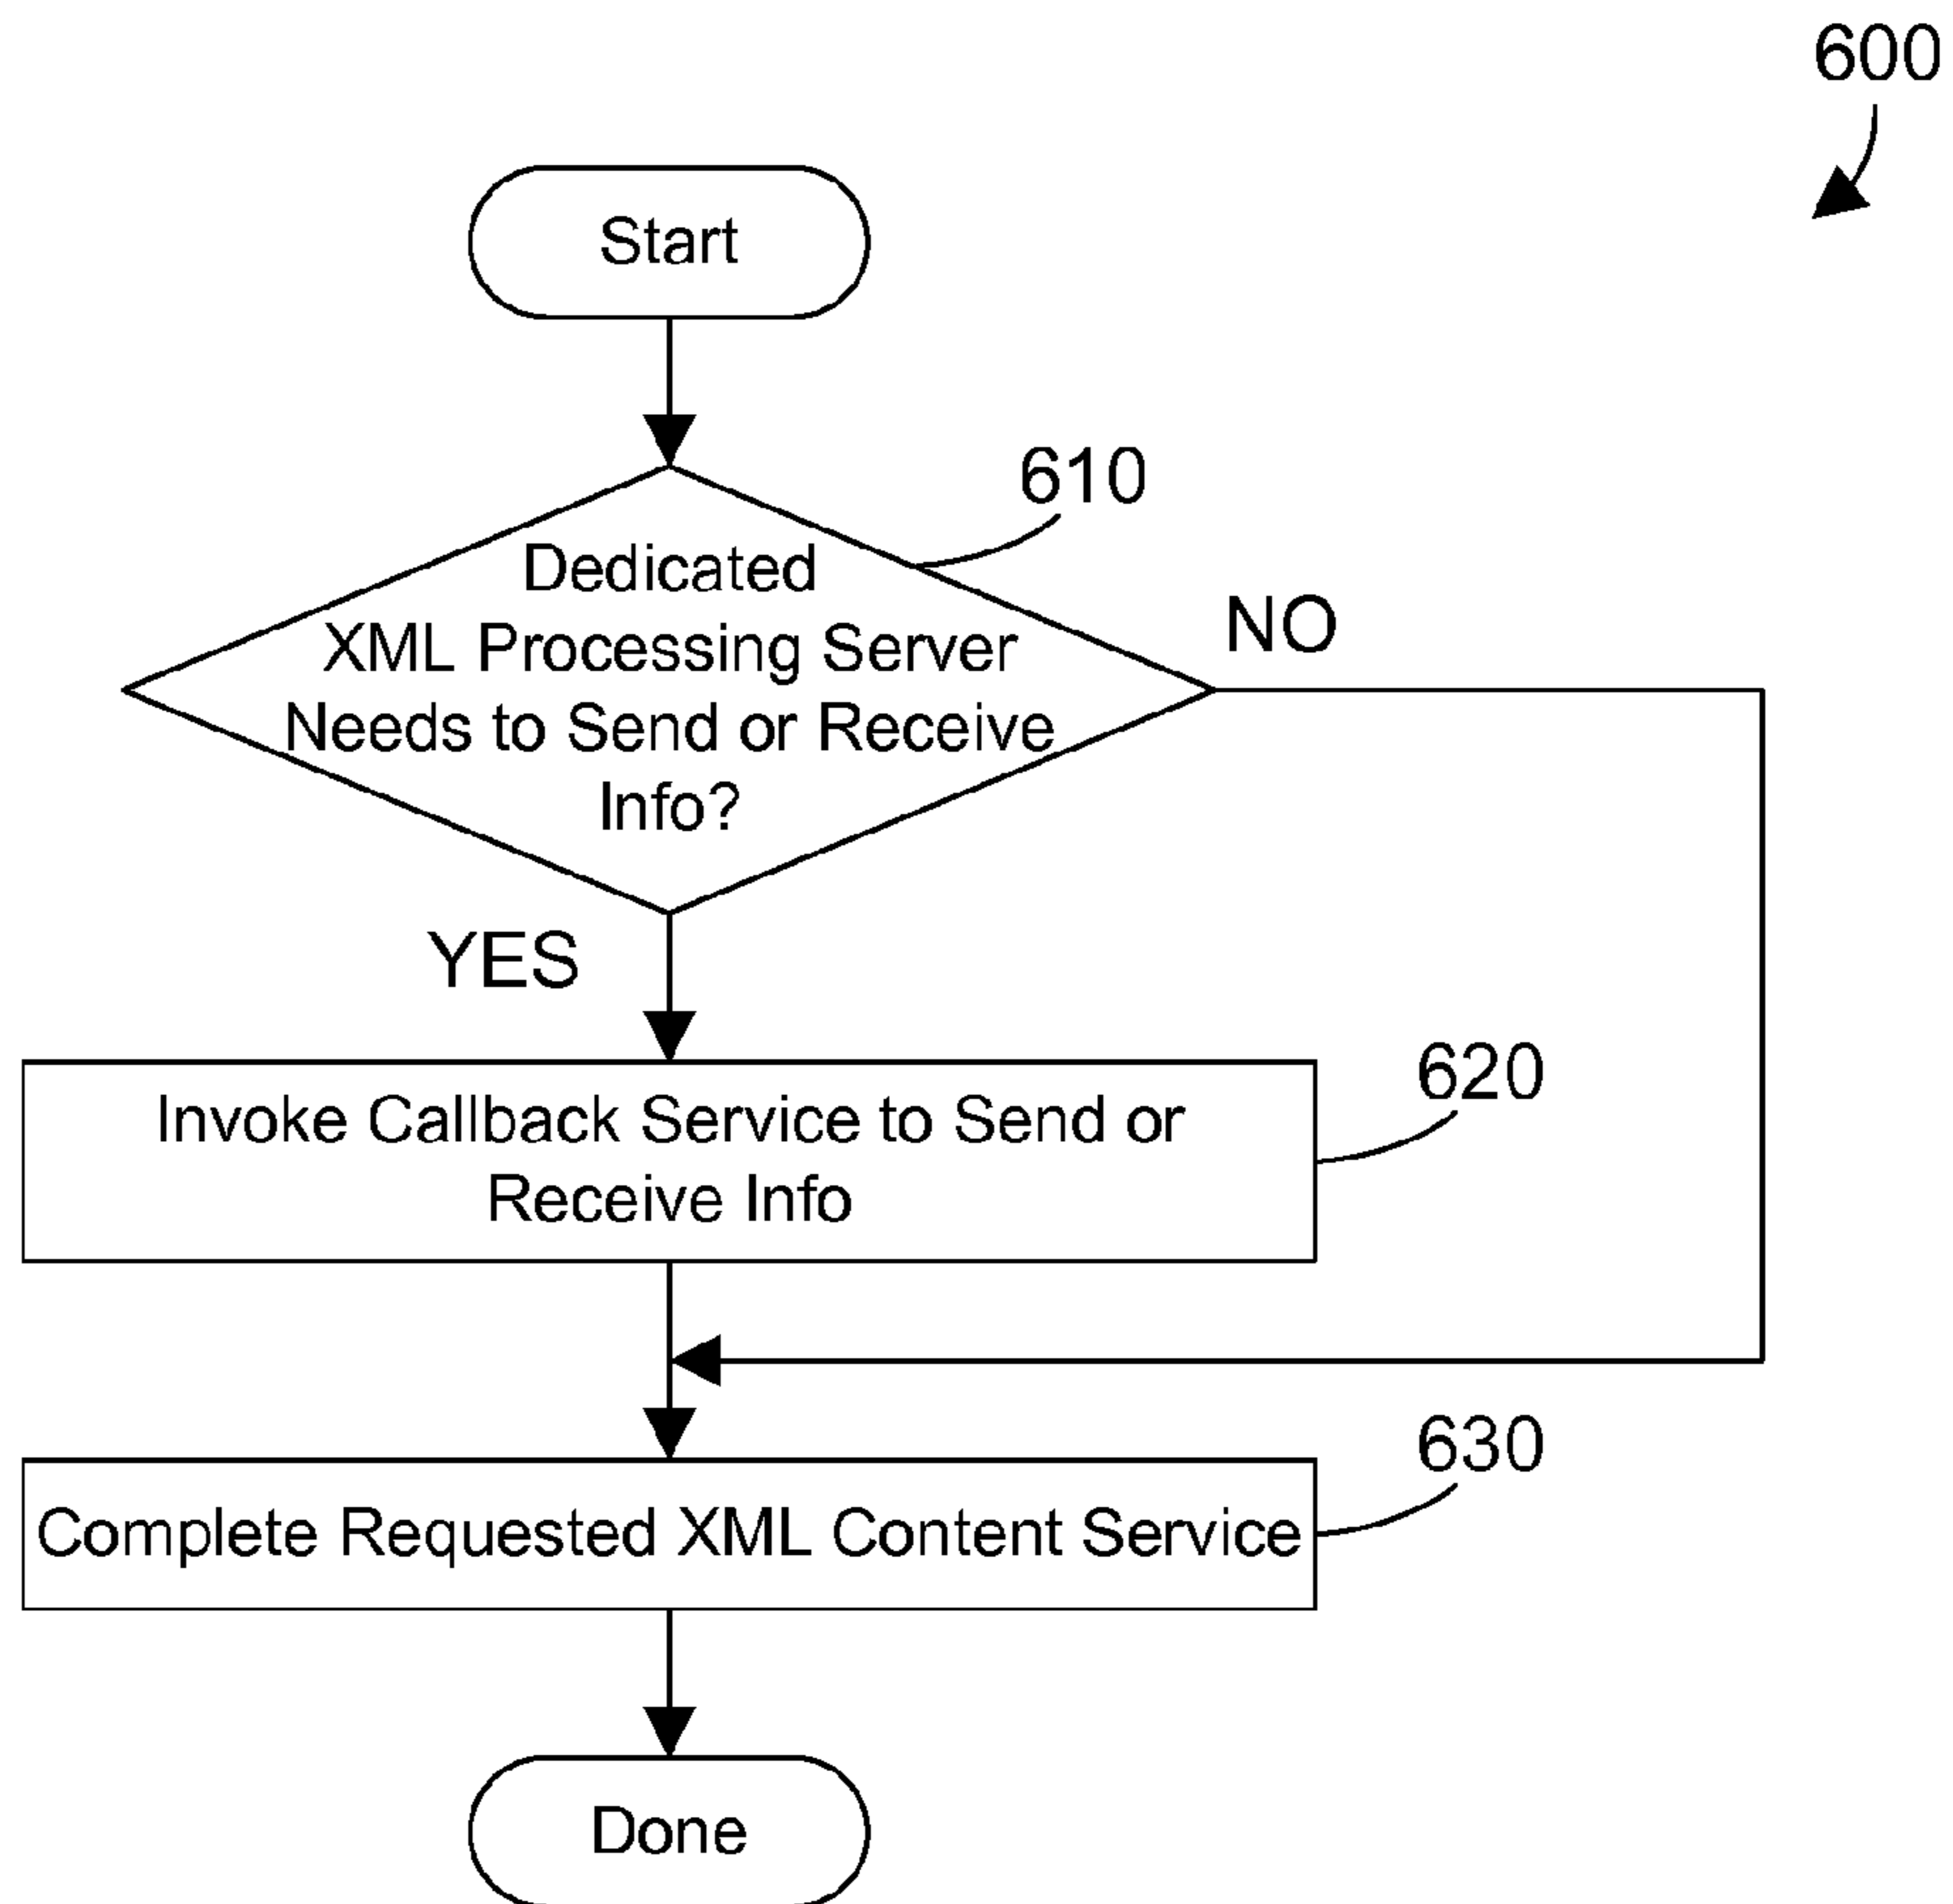 600
Start
610
Dedicated
XML Processing Server
Needs to Send or Receive
Info?
NO
YES
620
Invoke Callback Service to Send or
Receive Info
630
Complete Requested XML Content Service
Done